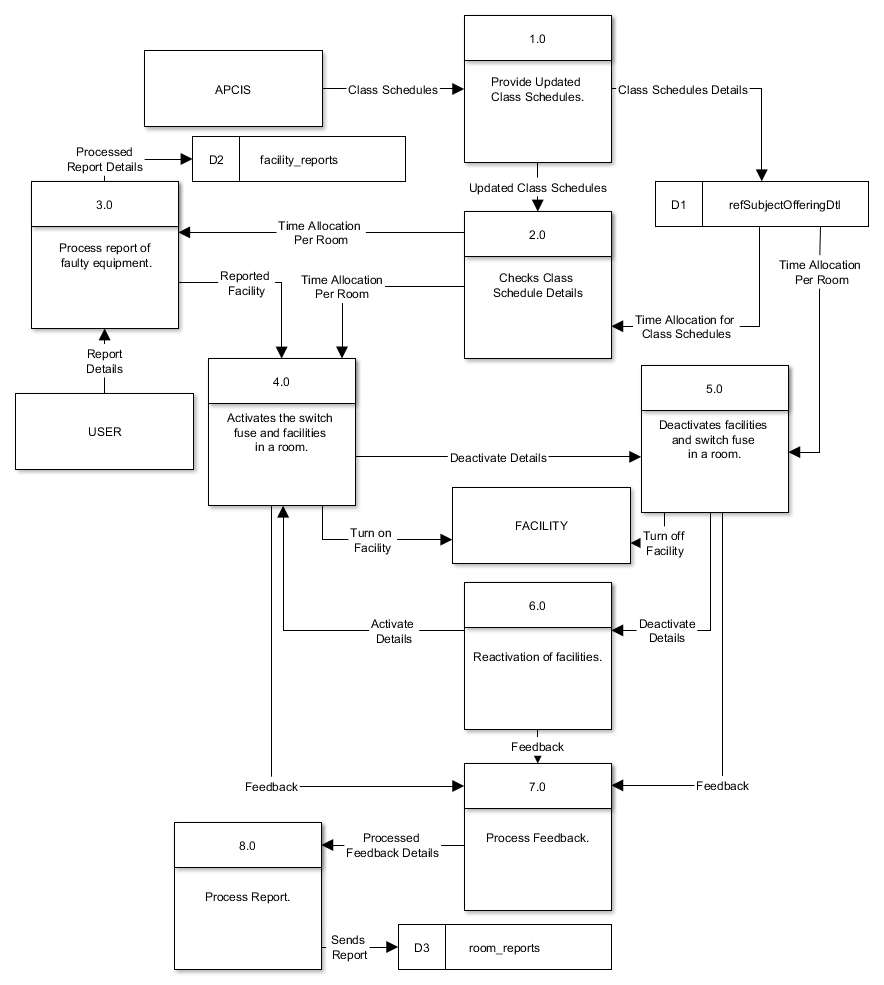 1.0
Provide Updated
Class Schedules.
APCIS
Class Schedules
Class Schedules Details
Processed
Report Details
D2
facility_reports
Updated Class Schedules
D1
refSubjectOfferingDtl
3.0
Process report of
faulty equipment.
Time Allocation
Per Room
2.0
Checks Class
Schedule Details
Time Allocation
Per Room
Reported
Facility
Time Allocation
Per Room
Time Allocation for
Class Schedules
Report
Details
USER
4.0
Activates the switch
fuse and facilities
in a room.
5.0
Deactivates facilities
and switch fuse
in a room.
Deactivate Details
FACILITY
Turn on
Facility
Turn off
Facility
6.0
Reactivation of facilities.
Activate
Details
Deactivate
Details
Feedback
Feedback
Feedback
7.0
Process Feedback.
Processed
Feedback Details
8.0
Process Report.
Sends
Report
D3
room_reports